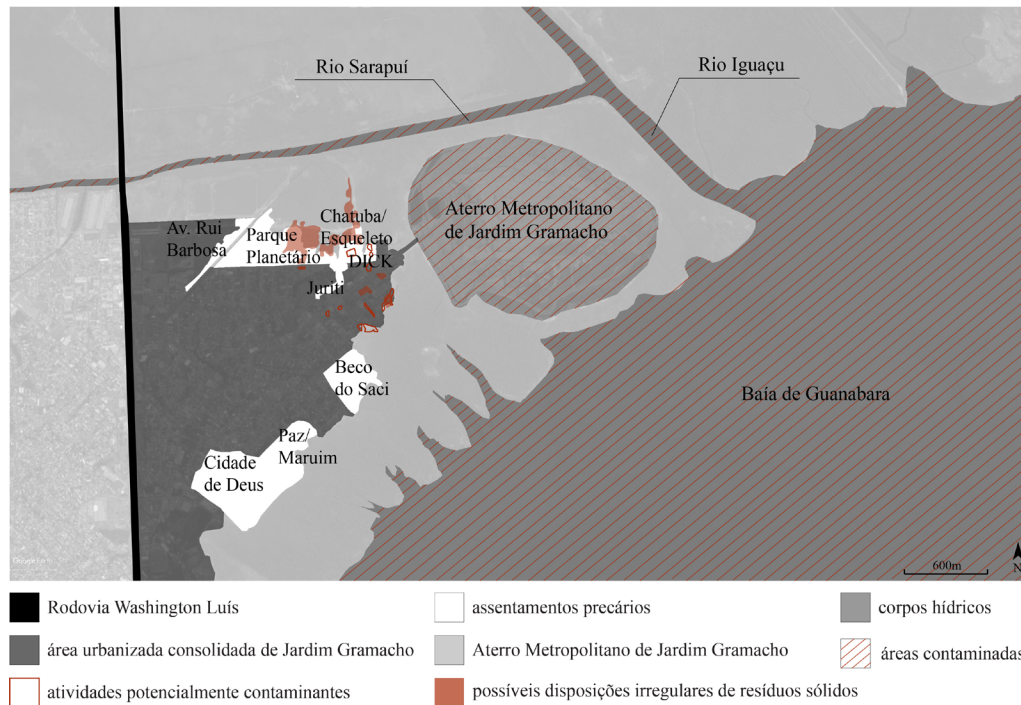 Rio Sarapuí
Rio Iguaçu
Av. Rui
Barbosa
Parque
Planetário
Chatuba/
Esqueleto
DICK
Juriti
Aterro Metropolitano
de Jardim Gramacho
Beco
do Saci
Baía de Guanabara
Paz/
Maruim
Cidade
de Deus
600m
N
Rodovia Washington Luís
assentamentos precários
corpos hídricos
área urbanizada consolidada de Jardim Gramacho
Aterro Metropolitano de Jardim Gramacho
áreas contaminadas
atividades potencialmente contaminantes
possíveis disposições irregulares de resíduos sólidos